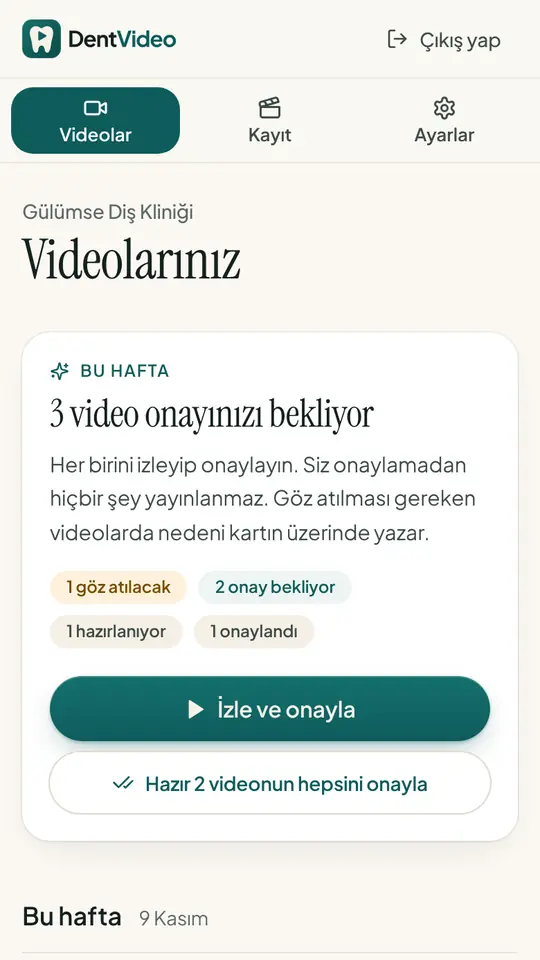 DentVideo
Çıkış yap
Videolar
Kayıt
Ayarlar
Gülümse Diş Kliniği
Videolarınız
BU HAFTA
3 video onayınızı bekliyor
Her birini izleyip onaylayın. Siz onaylamadan
hiçbir şey yayınlanmaz. Göz atılması gereken
videolarda nedeni kartın üzerinde yazar.
1 göz atılacak
2 onay bekliyor
1 hazırlanıyor
1 onaylandı
İzle ve onayla
Hazır 2 videonun hepsini onayla
Bu hafta
9 Kasım